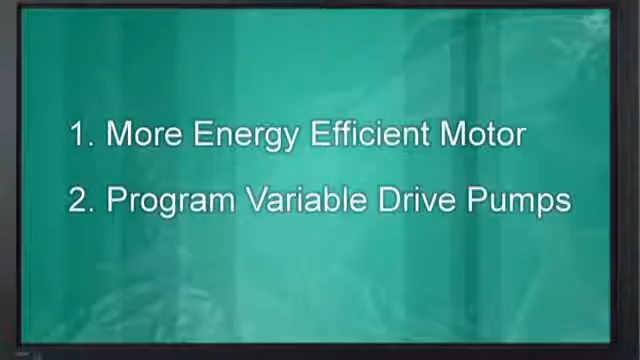 1. More Energy Efficient Motor
2. Program Variable Drive Pumps